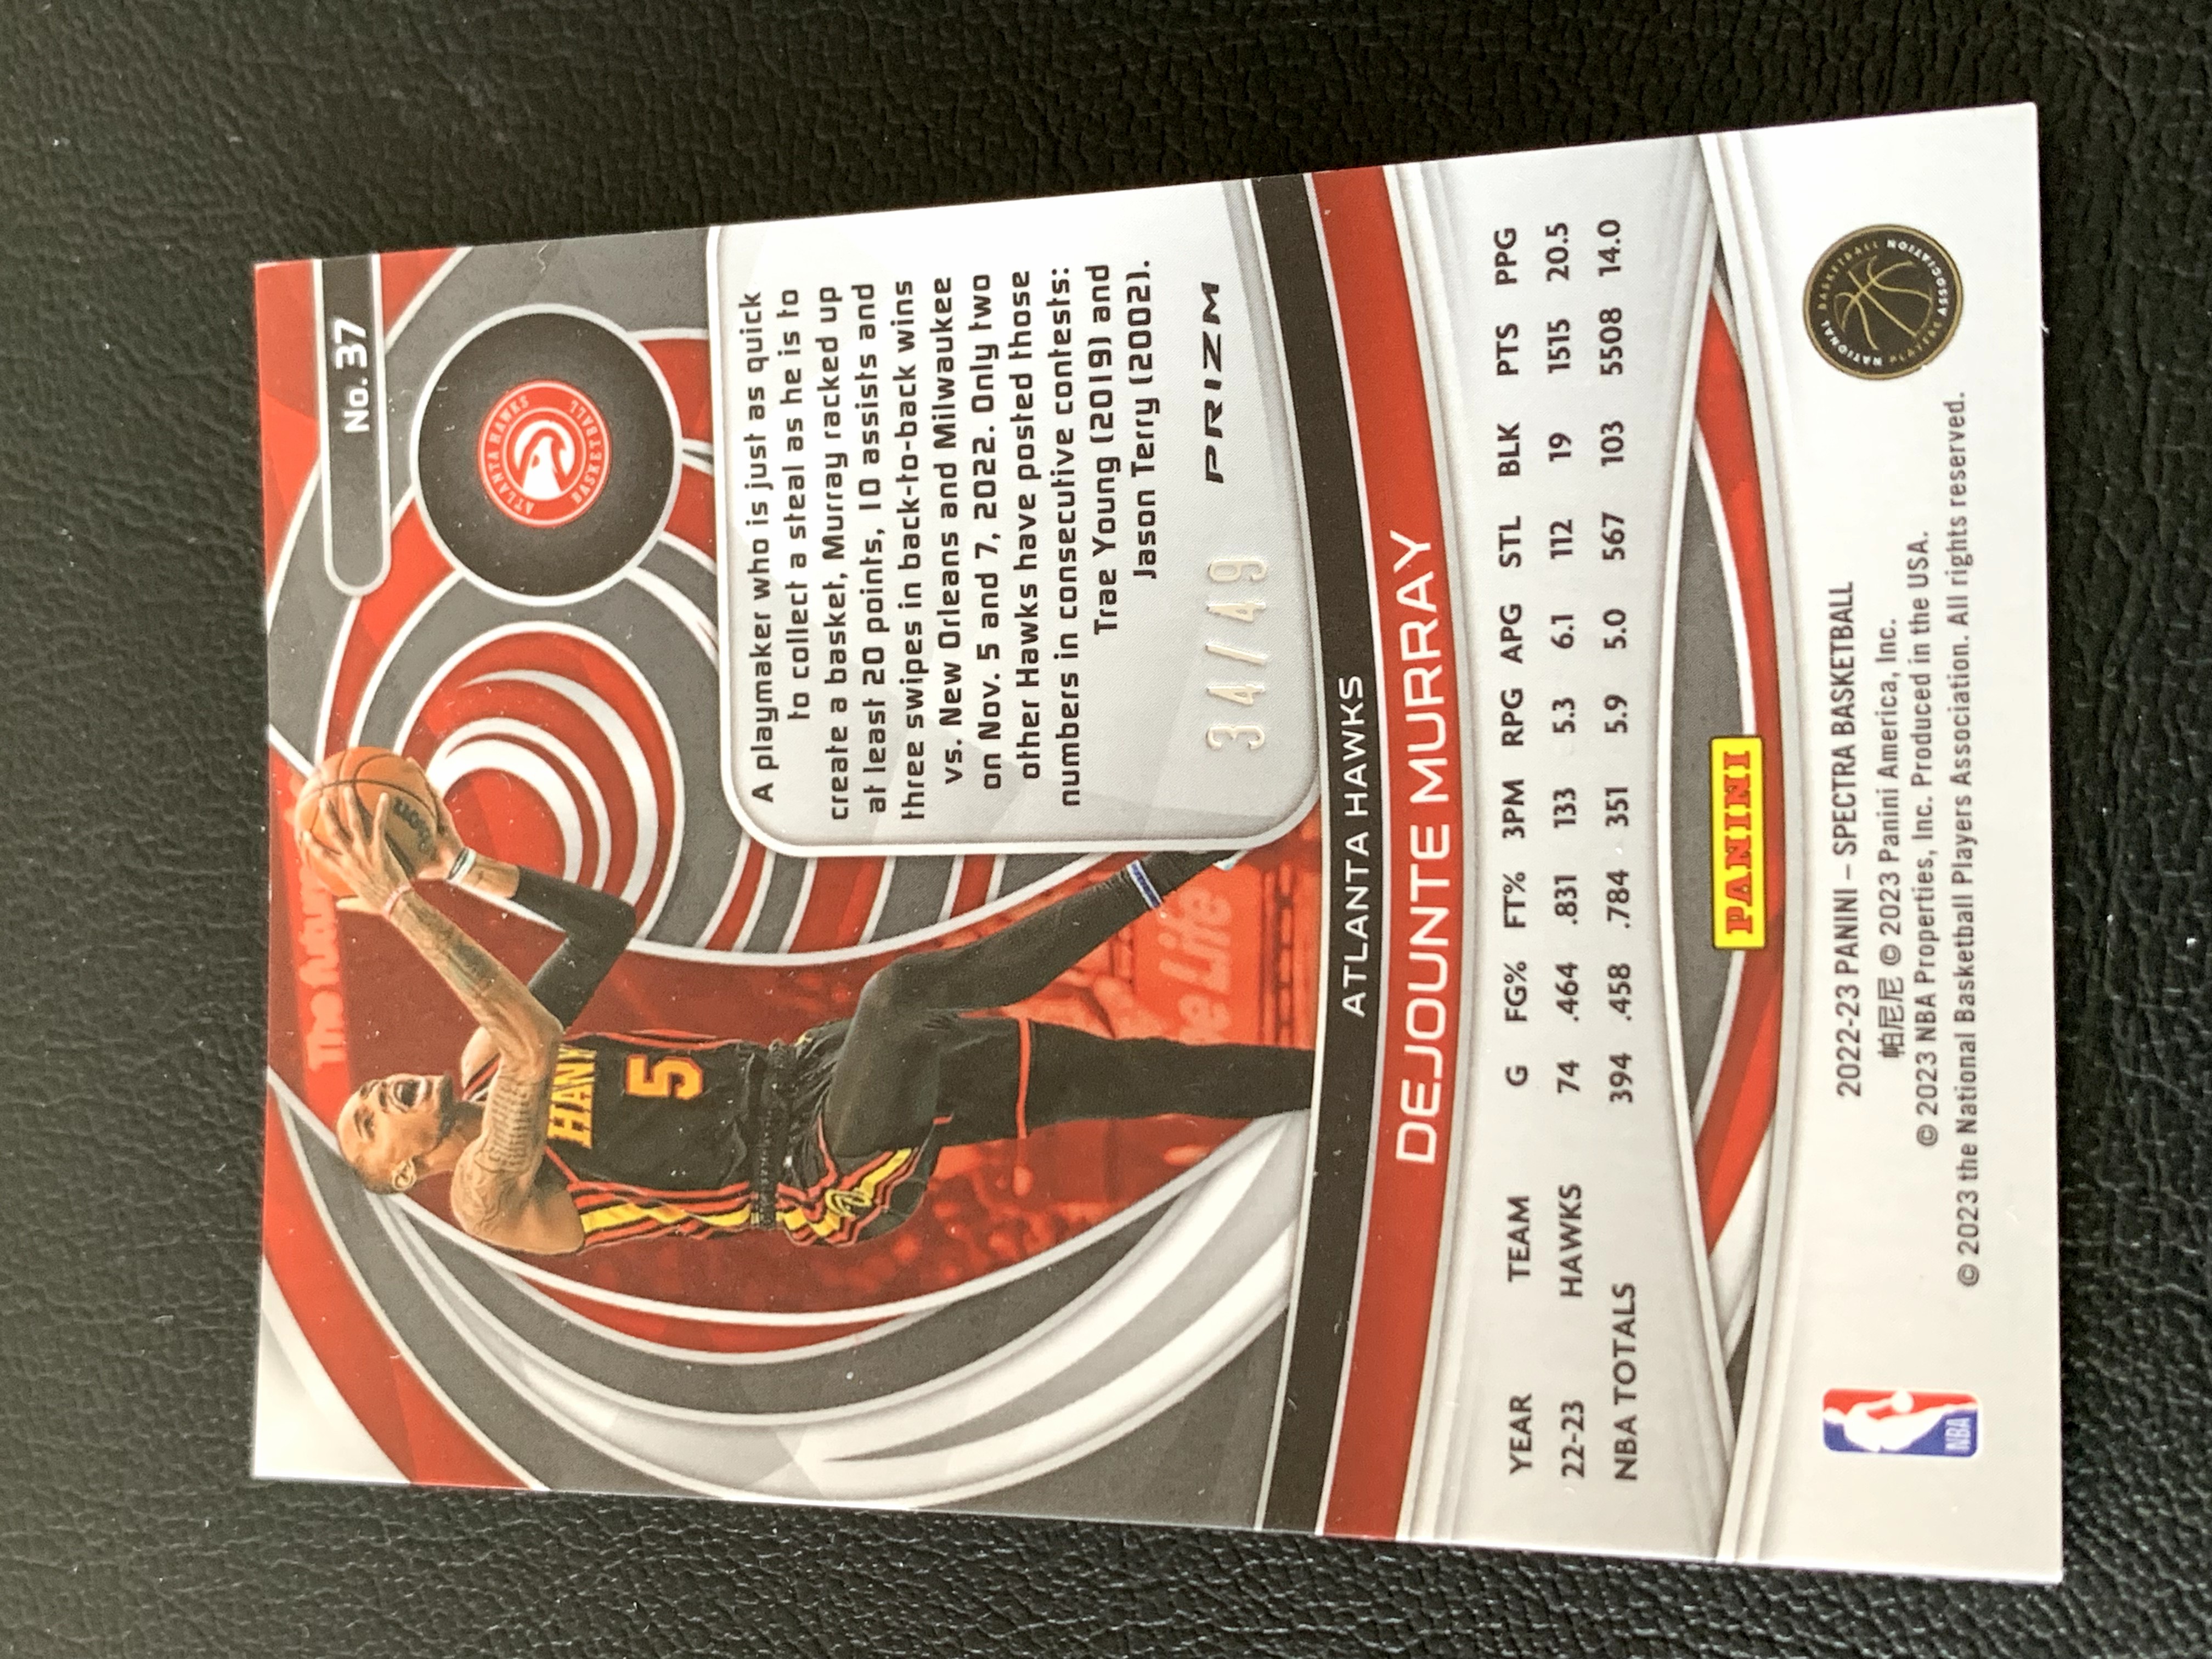 No. 37
ATLANTA HAWKS
BASKETBALL
The futur
HAW
5
A playmaker who is just as quick
to collect a steal as he is to
create a basket, Murray racked up
at least 20 points, 10 assists and
three swipes in back-to-back wins
vs. New Orleans and Milwaukee
on Nov. 5 and 7, 2022. Only two
other Hawks have posted those
numbers in consecutive contests:
Trae Young (2019) and
Jason Terry (2002).
PRIZM
34/49
e Life
ATLANTA HAWKS
DEJOUNTE MURRAY
YEAR TEAM G FG% FT% 3PM RPG APG STL BLK PTS PPG
22-23 HAWKS 74 .464 .831 133 5.3 6.1 112 19 1515 20.5
NBA TOTALS 394 .458 .784 351 5.9 5.0 567 103 5508 14.0
PANINI
2022-23 PANINI – SPECTRA BASKETBALL
帕尼尼 © 2023 Panini America, Inc.
© 2023 NBA Properties, Inc. Produced in the USA.
© 2023 the National Basketball Players Association. All rights reserved.
NBA
NATIONAL BASKETBALL
PLAYERS ASSOCIATION